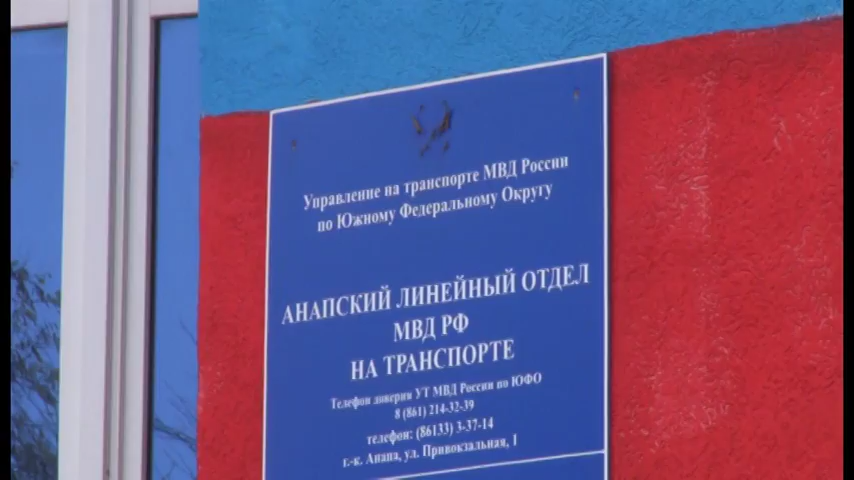 Управление на транспорте МВД России
по Южному Федеральному Округу
АНАПСКИЙ ЛИНЕЙНЫЙ ОТДЕЛ
МВД РФ
НА ТРАНСПОРТЕ
Телефон доверия УТ МВД России по ЮФО
8 (861) 214-32-39
телефон: (86133) 3-37-14
г.-к. Анапа, ул. Привокзальная, 1